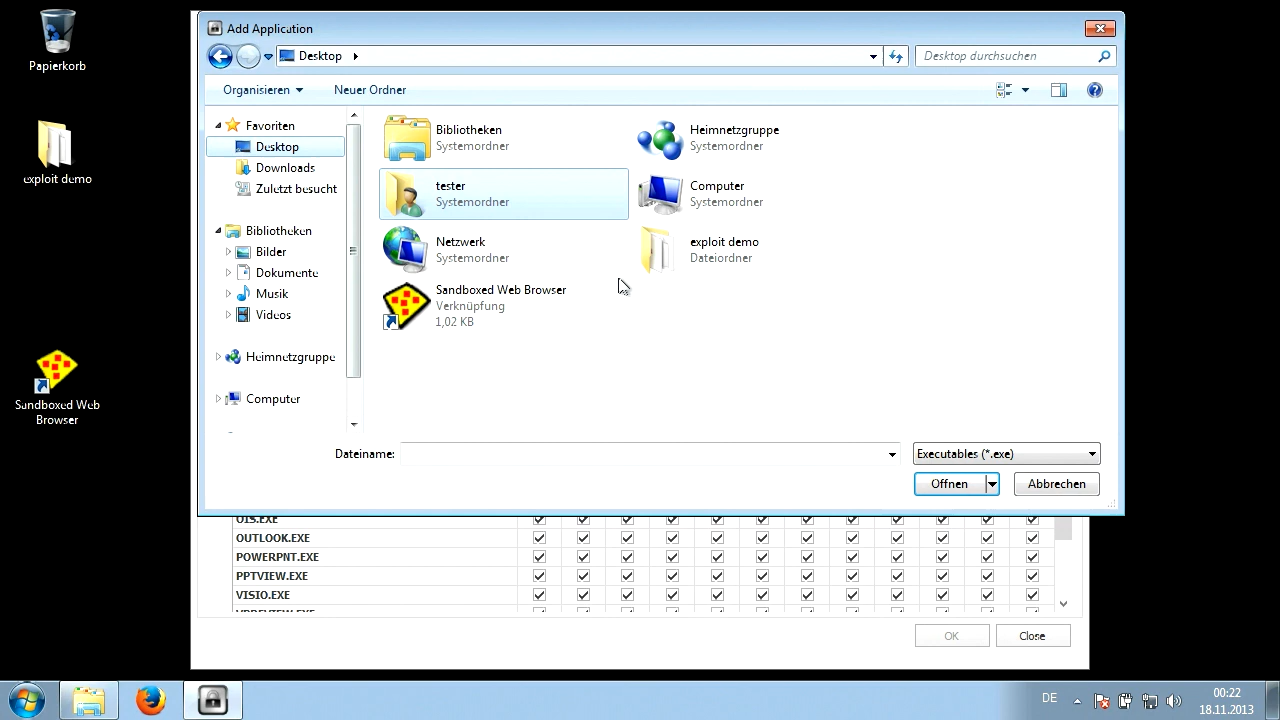 Papierkorb
exploit demo
Sandboxed Web
Browser
Add Application
Desktop
Desktop durchsuchen
Organisieren
Neuer Ordner
Favoriten
Desktop
Downloads
Zuletzt besucht
Bibliotheken
Bilder
Dokumente
Musik
Videos
Heimnetzgruppe
Computer
Bibliotheken
Systemordner
Heimnetzgruppe
Systemordner
tester
Systemordner
Computer
Systemordner
Netzwerk
Systemordner
exploit demo
Dateiordner
Sandboxed Web Browser
Verknüpfung
1,02 KB
Dateiname:
Executables (*.exe)
Öffnen
Abbrechen
OIS.EXE
OUTLOOK.EXE
POWERPNT.EXE
PPTVIEW.EXE
VISIO.EXE
VPREVIEW.EXE
OK
Close
DE
00:22
18.11.2013